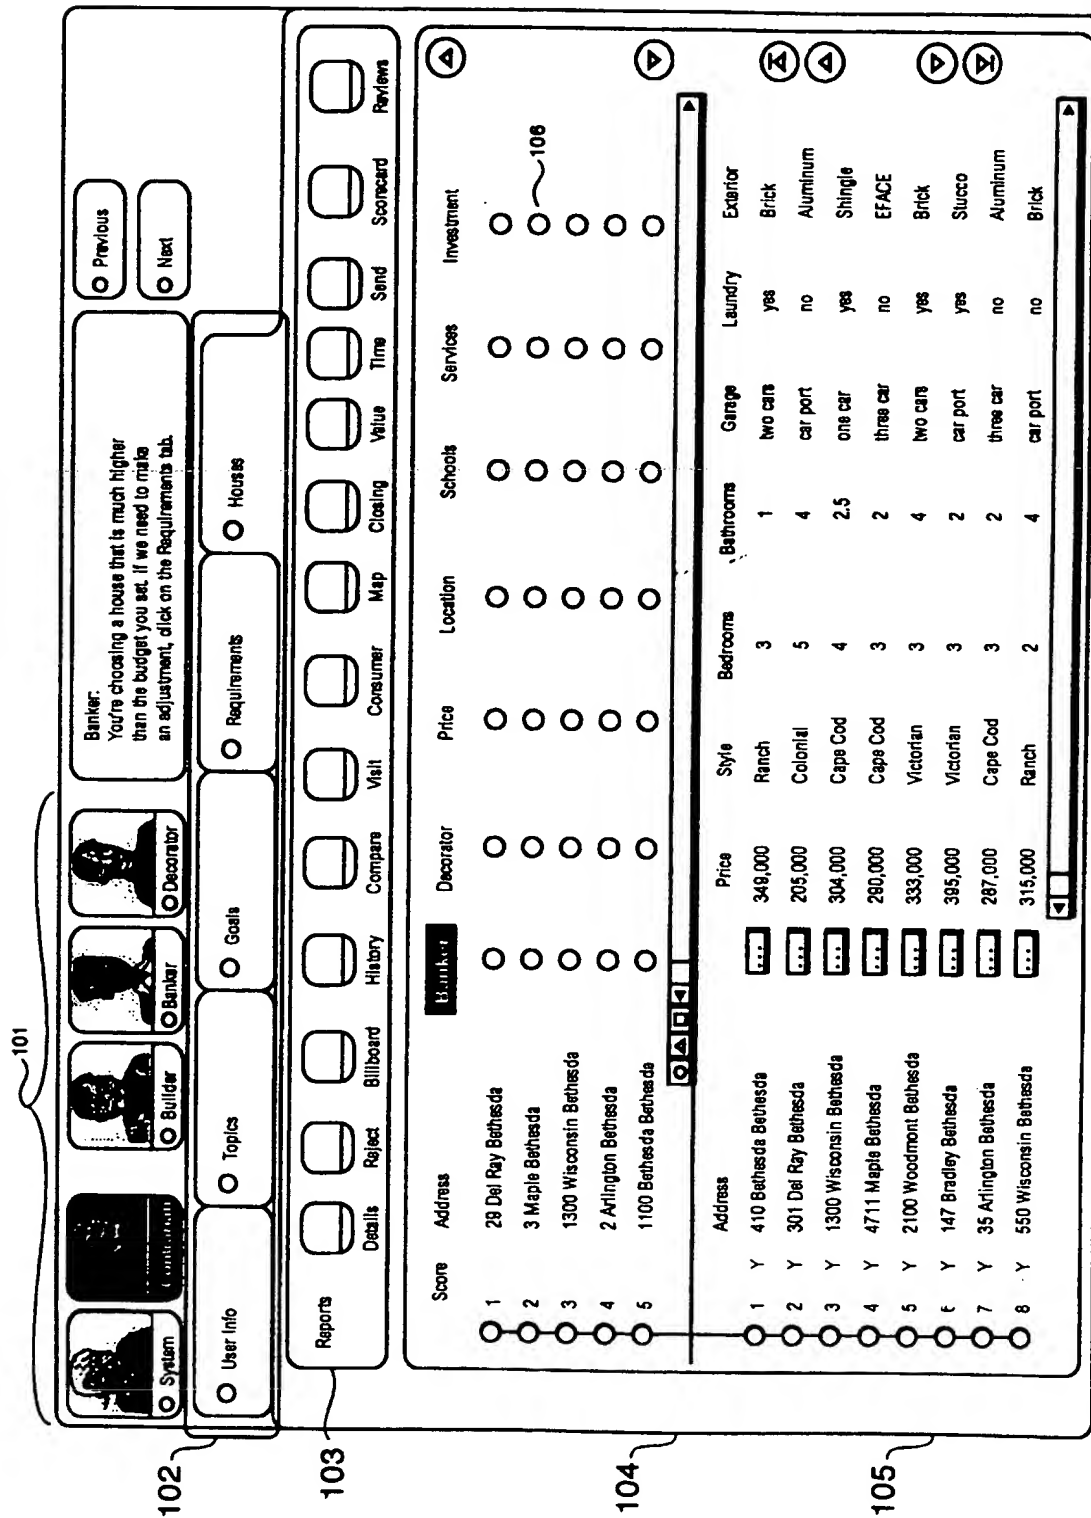 101
System
Builder
Banker
Decorator
Banker:
You're choosing a house that is much higher
than the budget you set. If we need to make
an adjustment, click on the Requirements tab.
Previous
Next
102
User Info
Topics
Goals
Requirements
Houses
103
Reports
Details Reject Billboard History Compare Visit Consumer Map Closing Value Time Send Scorecard Reviews
104
Score Address Banker Decorator Price Location Schools Services Investment
1 29 Del Ray Bethesda
2 3 Maple Bethesda
106
3 1300 Wisconsin Bethesda
4 2 Arlington Bethesda
5 1100 Bethesda Bethesda
105
Address Price Style Bedrooms Bathrooms Garage Laundry Exterior
1 Y 410 Bethesda Bethesda ... 349,000 Ranch 3 1 two cars yes Brick
2 Y 301 Del Ray Bethesda ... 205,000 Colonial 5 4 car port no Aluminum
3 Y 1300 Wisconsin Bethesda ... 304,000 Cape Cod 4 2.5 one car yes Shingle
4 Y 4711 Maple Bethesda ... 290,000 Cape Cod 3 2 three car no EFACE
5 Y 2100 Woodmont Bethesda ... 333,000 Victorian 3 4 two cars yes Brick
Y 147 Bradley Bethesda ... 395,000 Victorian 3 2 car port yes Stucco
7 Y 35 Arlington Bethesda ... 287,000 Cape Cod 3 2 three car no Aluminum
8 Y 550 Wisconsin Bethesda ... 315,000 Ranch 2 4 car port no Brick